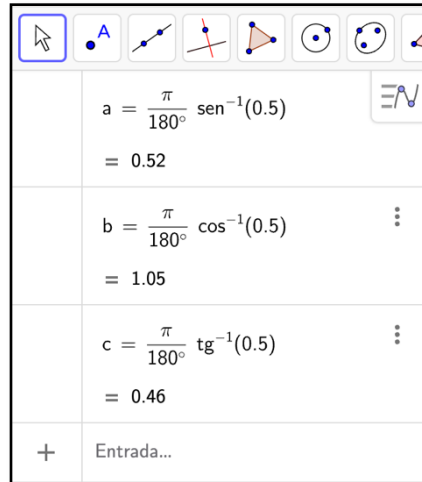 A
a = π/180° sen⁻¹(0.5)
= 0.52
b = π/180° cos⁻¹(0.5)
= 1.05
c = π/180° tg⁻¹(0.5)
= 0.46
+ Entrada...